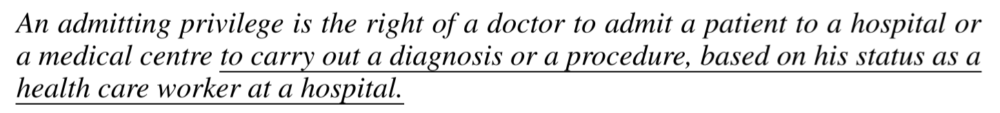 An admitting privilege is the right of a doctor to admit a patient to a hospital or
a medical centre to carry out a diagnosis or a procedure, based on his status as a
health care worker at a hospital.